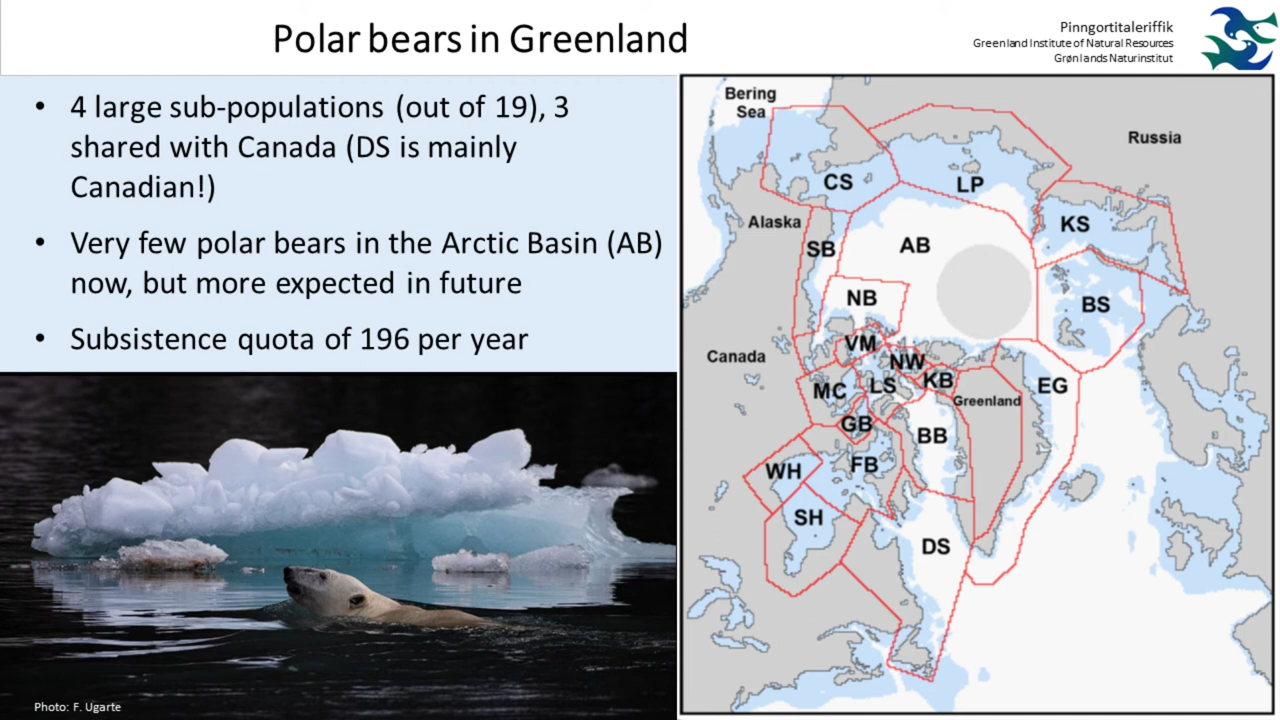 Polar bears in Greenland
Pinngortitaleriffik
Greenland Institute of Natural Resources
Grønlands Naturinstitut
• 4 large sub-populations (out of 19), 3
shared with Canada (DS is mainly
Canadian!)
• Very few polar bears in the Arctic Basin (AB)
now, but more expected in future
• Subsistence quota of 196 per year
Photo: F. Ugarte
Bering
Sea
Russia
CS
LP
Alaska
KS
SB
AB
NB
BS
VM
Canada
NW
KB
MC
LS
EG
Greenland
GB
BB
WH
FB
SH
DS